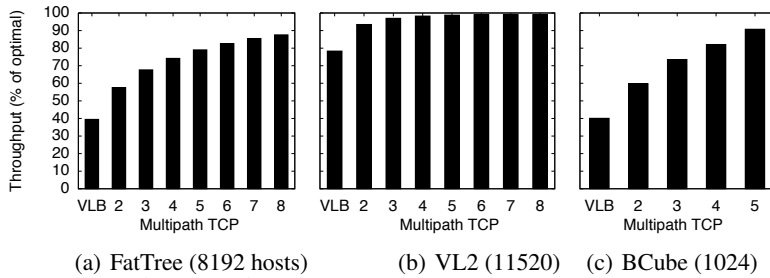 Throughput (% of optimal)
100
90
80
70
60
50
40
30
20
10
0
VLB 2 3 4 5 6 7 8
Multipath TCP
(a) FatTree (8192 hosts)
VLB 2 3 4 5 6 7 8
Multipath TCP
(b) VL2 (11520)
VLB 2 3 4 5
Multipath TCP
(c) BCube (1024)